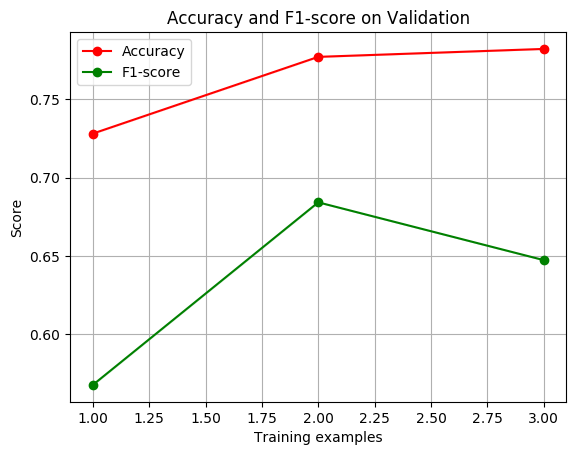 Accuracy and F1-score on Validation
Accuracy
F1-score
0.75
0.70
0.65
0.60
Score
1.00 1.25 1.50 1.75 2.00 2.25 2.50 2.75 3.00
Training examples